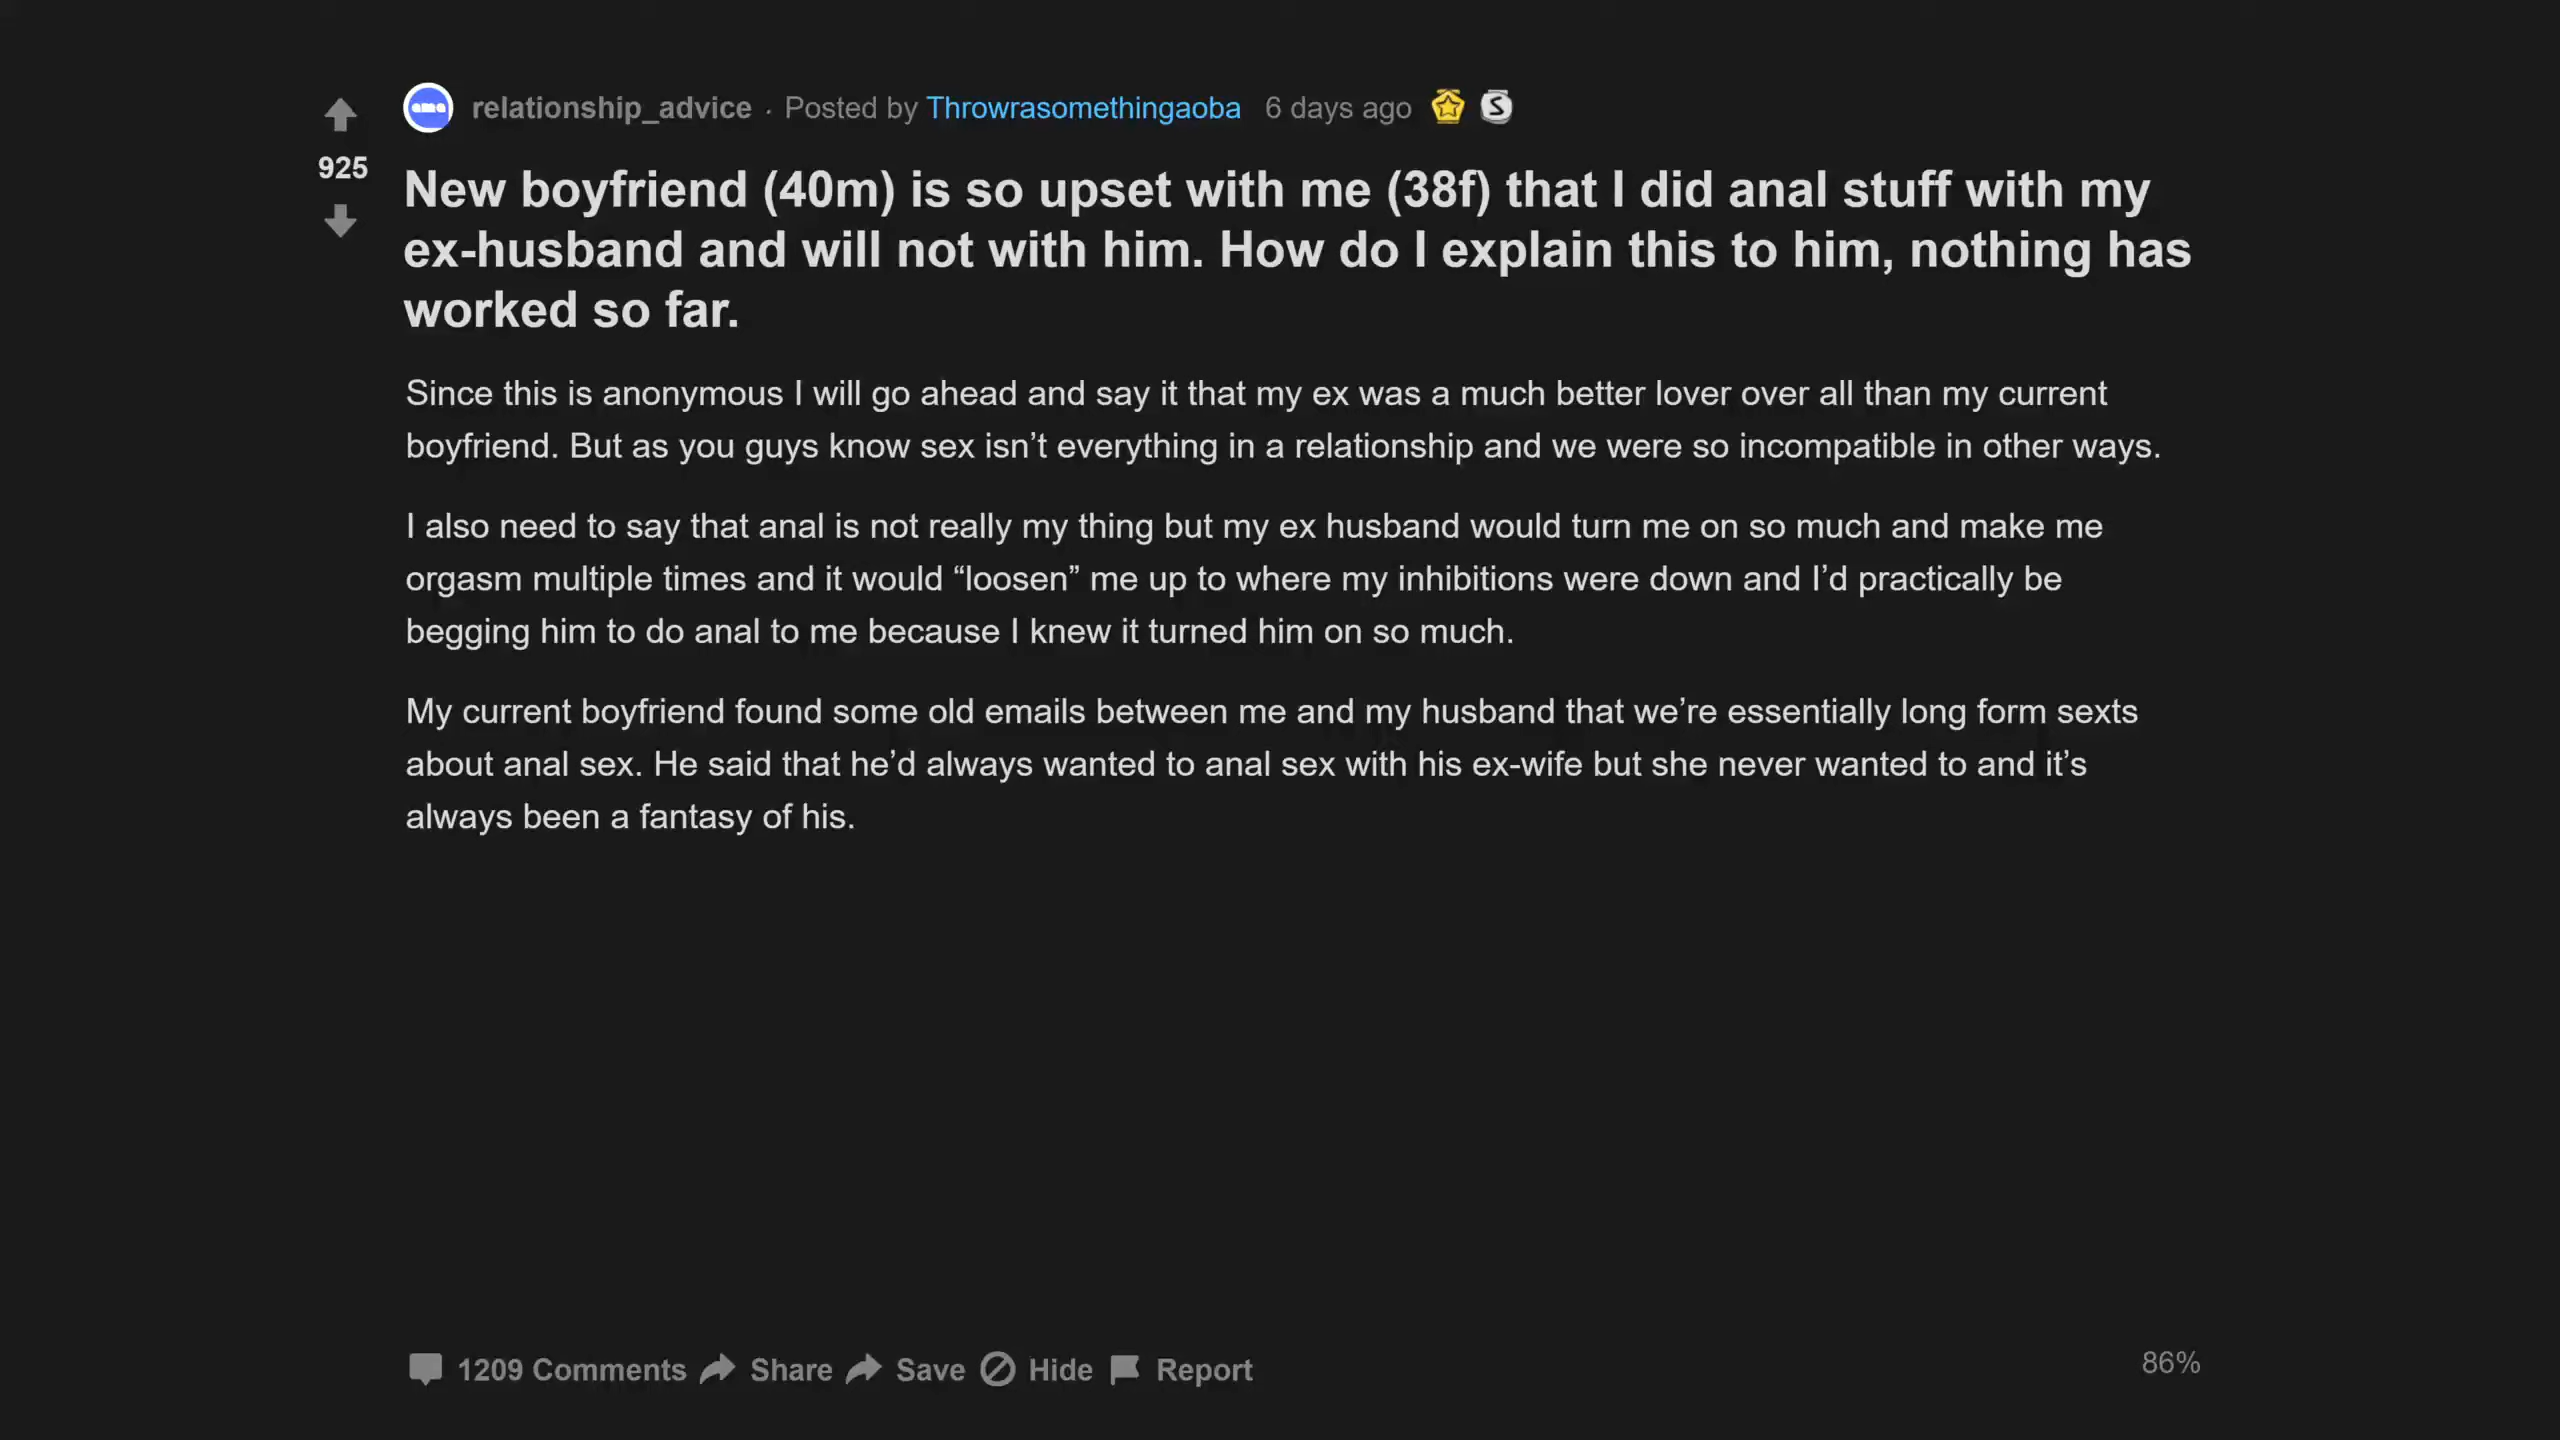 ama relationship_advice · Posted by Throwrasomethingaoba 6 days ago S
925
New boyfriend (40m) is so upset with me (38f) that I did anal stuff with my
ex-husband and will not with him. How do I explain this to him, nothing has
worked so far.
Since this is anonymous I will go ahead and say it that my ex was a much better lover over all than my current
boyfriend. But as you guys know sex isn’t everything in a relationship and we were so incompatible in other ways.
I also need to say that anal is not really my thing but my ex husband would turn me on so much and make me
orgasm multiple times and it would “loosen” me up to where my inhibitions were down and I’d practically be
begging him to do anal to me because I knew it turned him on so much.
My current boyfriend found some old emails between me and my husband that we’re essentially long form sexts
about anal sex. He said that he’d always wanted to anal sex with his ex-wife but she never wanted to and it’s
always been a fantasy of his.
1209 Comments Share Save Hide Report 86%